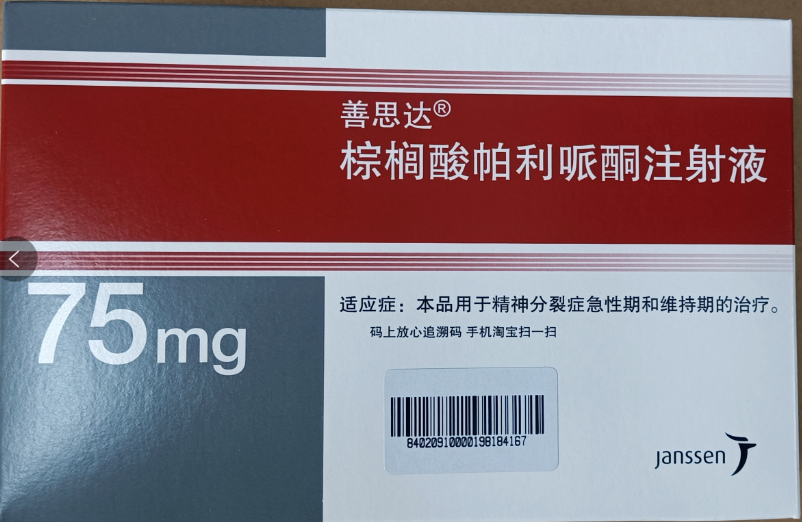 善思达®
棕榈酸帕利哌酮注射液
75mg
适应症：本品用于精神分裂症急性期和维持期的治疗。
码上放心追溯码 手机淘宝扫一扫
84020910000198184167
janssen